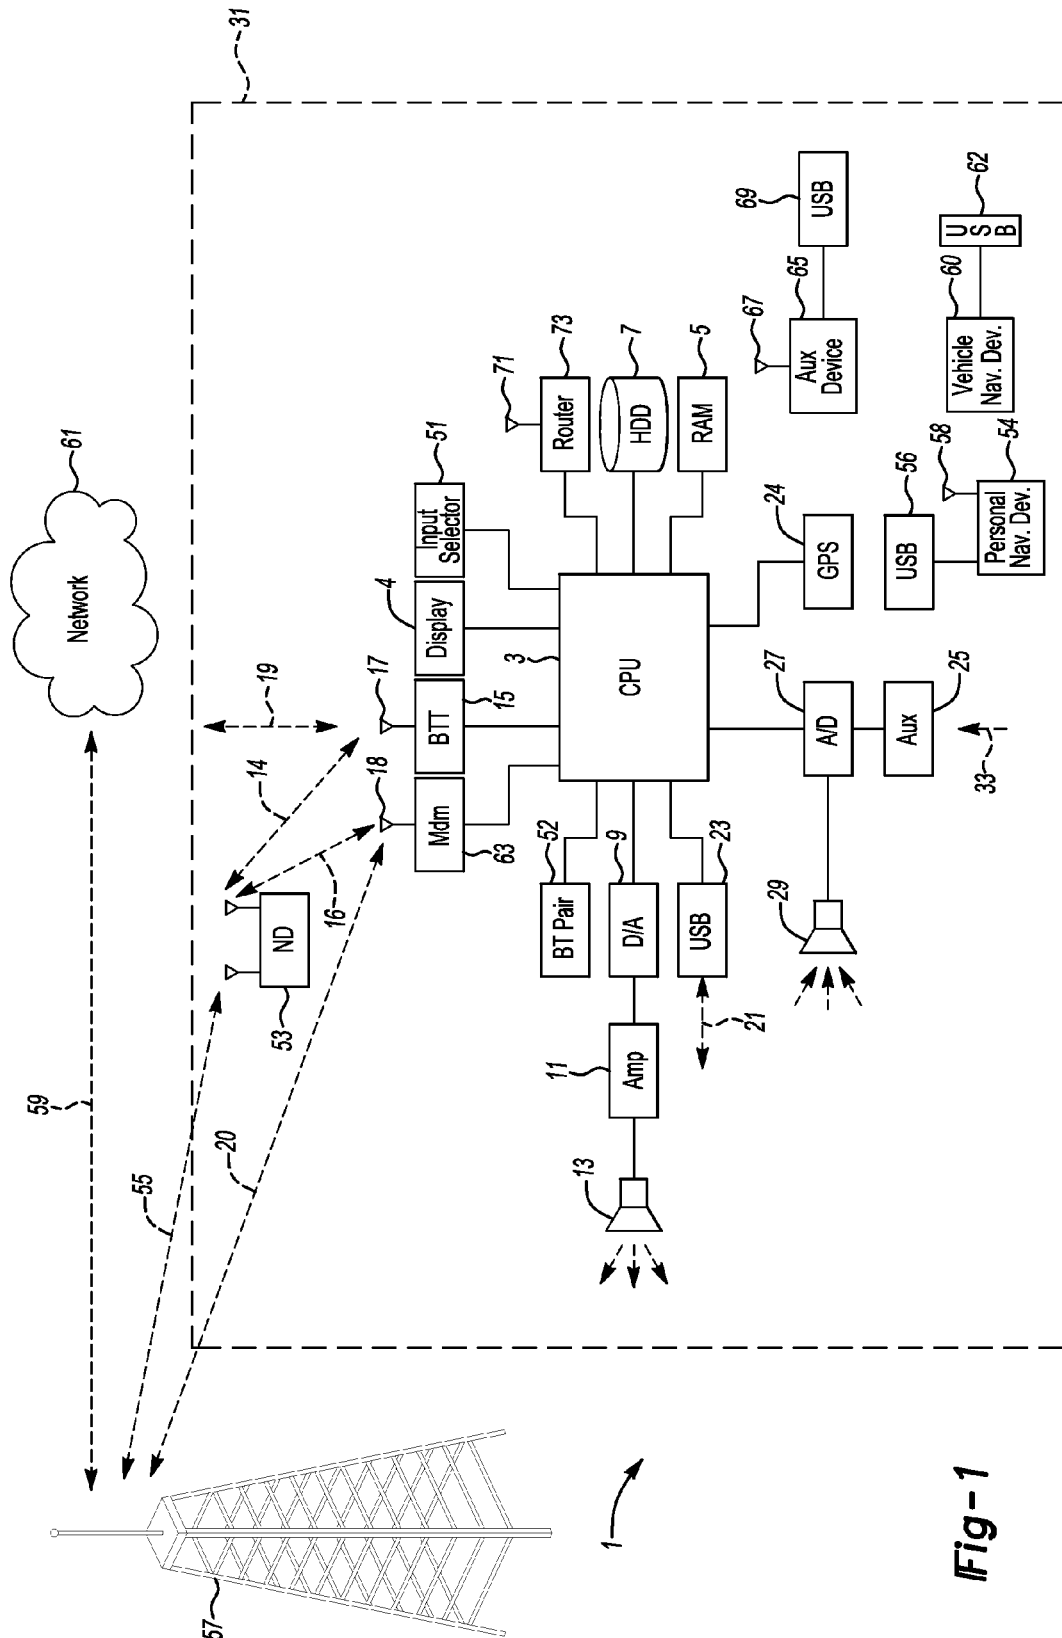 31
61
Network
59
55
20
57
1
19
14
16
ND
53
17
18
51
Input
Selector
4
Display
BTT
15
Mdm
63
71
73
Router
7
HDD
5
RAM
3
CPU
52
BT Pair
9
D/A
23
USB
21
11
Amp
13
24
GPS
27
A/D
25
Aux
33
29
69
USB
67
65
Aux
Device
62
U
S
B
60
Vehicle
Nav. Dev.
56
USB
58
54
Personal
Nav. Dev.
Fig-1